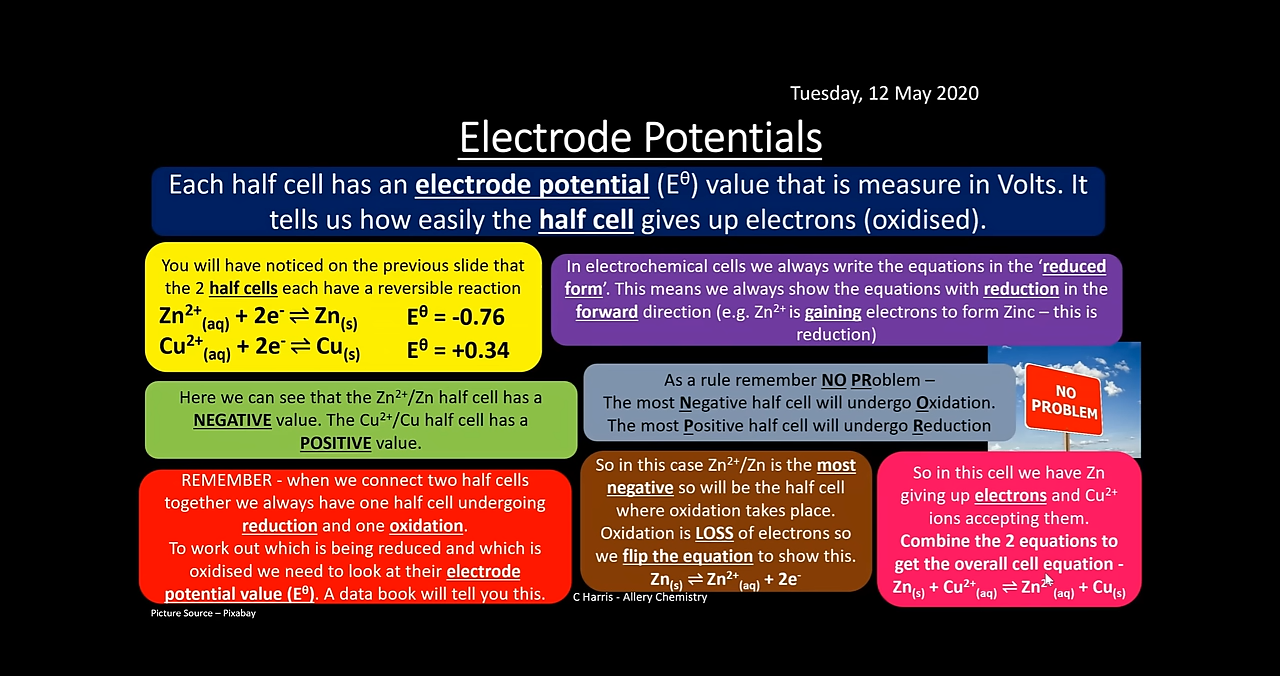 Tuesday, 12 May 2020
Electrode Potentials
Each half cell has an electrode potential (E^θ) value that is measure in Volts. It
tells us how easily the half cell gives up electrons (oxidised).
You will have noticed on the previous slide that
the 2 half cells each have a reversible reaction
Zn²⁺(aq) + 2e⁻ ⇌ Zn(s) E^θ = -0.76
Cu²⁺(aq) + 2e⁻ ⇌ Cu(s) E^θ = +0.34
In electrochemical cells we always write the equations in the ‘reduced
form’. This means we always show the equations with reduction in the
forward direction (e.g. Zn²⁺ is gaining electrons to form Zinc – this is
reduction)
Here we can see that the Zn²⁺/Zn half cell has a
NEGATIVE value. The Cu²⁺/Cu half cell has a
POSITIVE value.
As a rule remember NO PRoblem –
The most Negative half cell will undergo Oxidation.
The most Positive half cell will undergo Reduction
NO
PROBLEM
REMEMBER - when we connect two half cells
together we always have one half cell undergoing
reduction and one oxidation.
To work out which is being reduced and which is
oxidised we need to look at their electrode
potential value (E^θ). A data book will tell you this.
So in this case Zn²⁺/Zn is the most
negative so will be the half cell
where oxidation takes place.
Oxidation is LOSS of electrons so
we flip the equation to show this.
Zn(s) ⇌ Zn²⁺(aq) + 2e⁻
So in this cell we have Zn
giving up electrons and Cu²⁺
ions accepting them.
Combine the 2 equations to
get the overall cell equation -
Zn(s) + Cu²⁺(aq) ⇌ Zn²⁺(aq) + Cu(s)
C Harris - Allery Chemistry
Picture Source – Pixabay